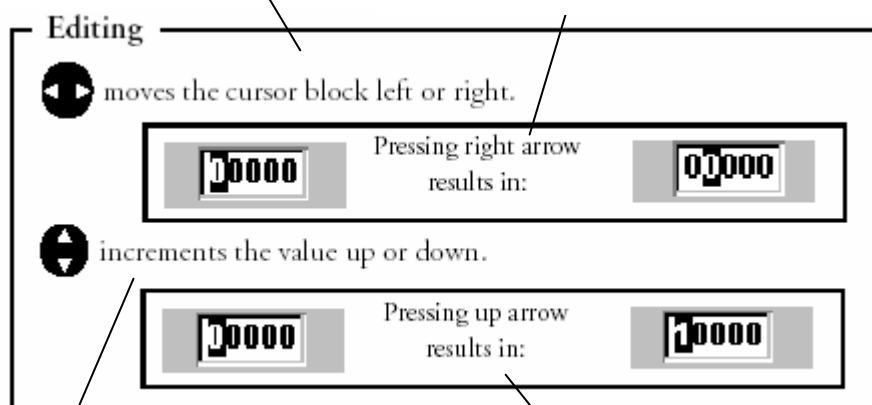 Editing
moves the cursor block left or right.
00000 Pressing right arrow 00000
results in:
increments the value up or down.
00000 Pressing up arrow 10000
results in: